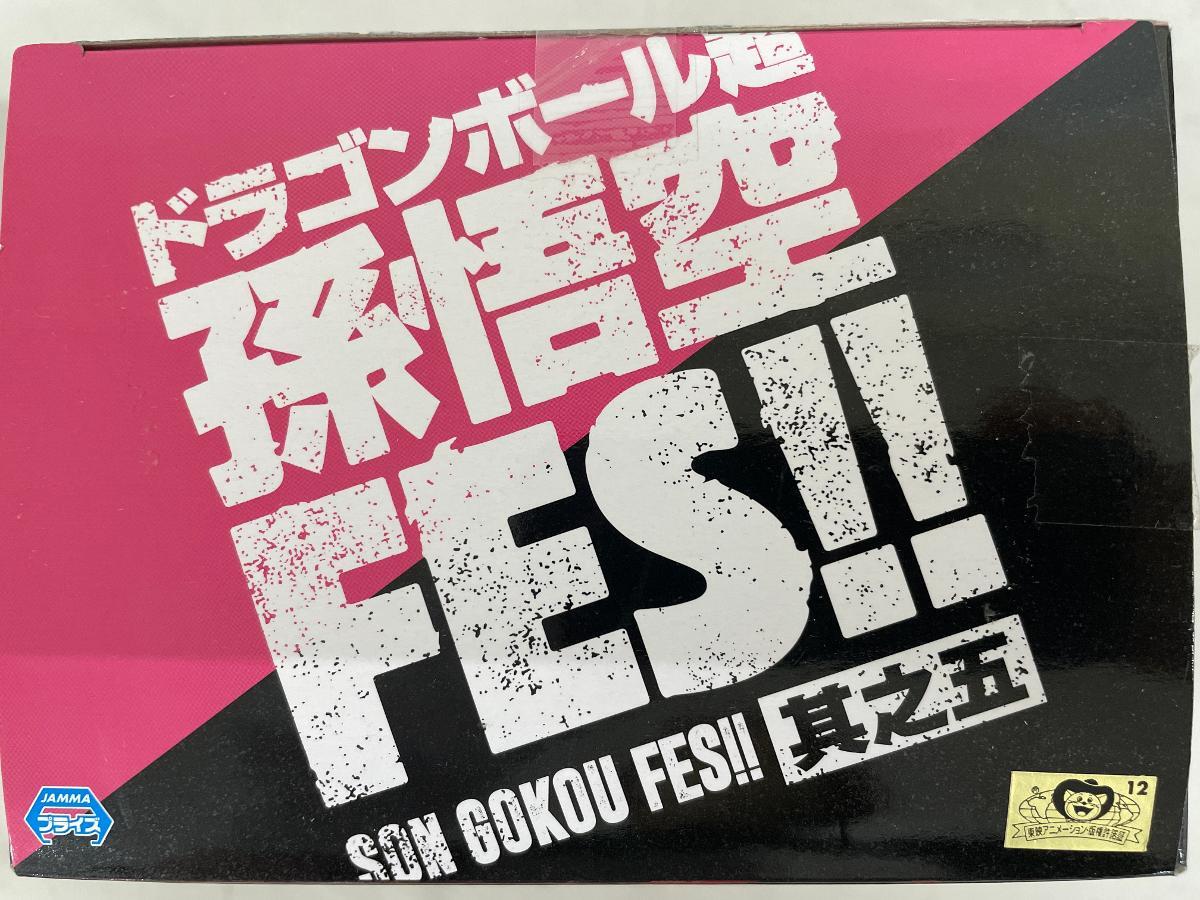 ドラゴンボール超
孫悟空
FES!!
SON GOKOU FES!! 其之五
JAMMA
プライズ
12
東映アニメーション・版権許諾証